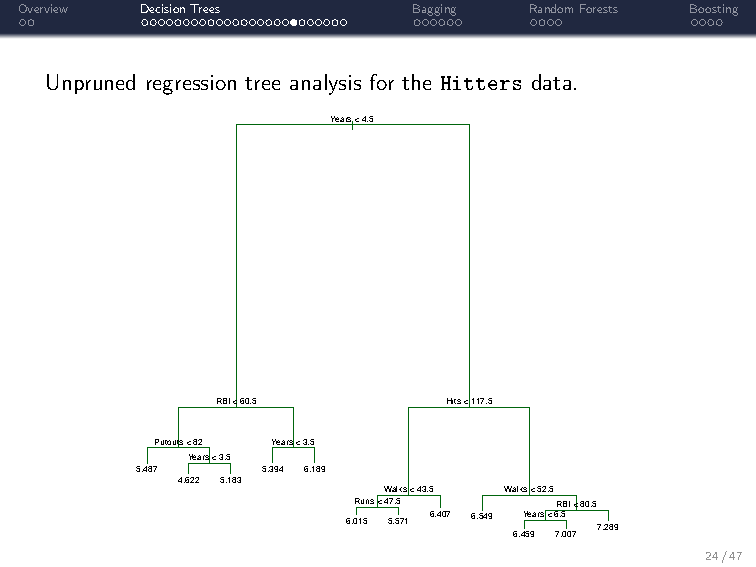 Overview Decision Trees Bagging Random Forests Boosting
Unpruned regression tree analysis for the Hitters data.
Years < 4.5
RBI < 60.5 Hits < 117.5
Putouts < 82 Years < 3.5
Years < 3.5
5.487 5.394 6.189
4.622 5.183
Walks < 43.5 Walks < 52.5
Runs < 47.5 RBI < 80.5
6.407 6.549 Years < 6.5
6.015 5.571 7.289
6.459 7.007
24 / 47